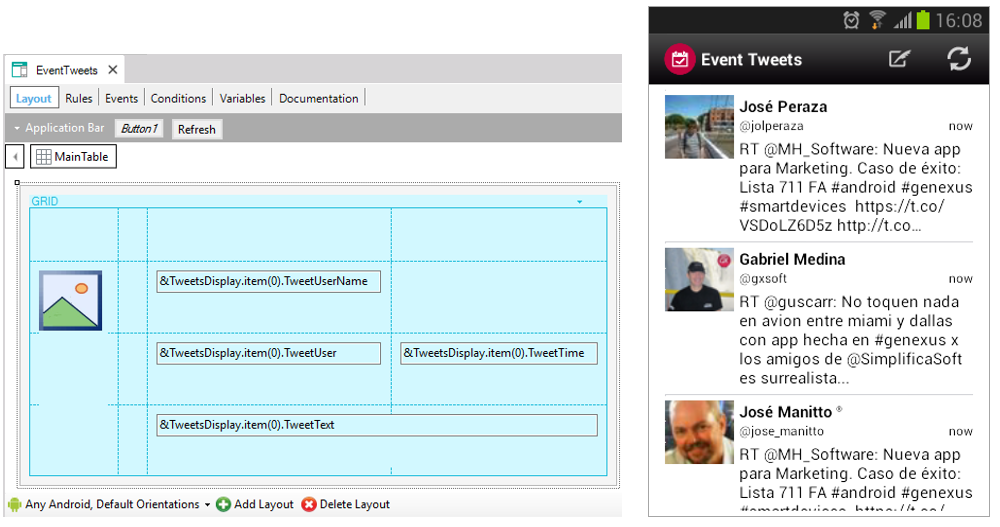 EventTweets
Layout Rules Events Conditions Variables Documentation
Application Bar Button1 Refresh
MainTable
GRID
&TweetsDisplay.item(0).TweetUserName
&TweetsDisplay.item(0).TweetUser &TweetsDisplay.item(0).TweetTime
&TweetsDisplay.item(0).TweetText
Any Android, Default Orientations Add Layout Delete Layout
16:08
Event Tweets
José Peraza
@jolperaza now
RT @MH_Software: Nueva app
para Marketing. Caso de éxito:
Lista 711 FA #android #genexus
#smartdevices https://t.co/
VSDoLZ6D5z http://t.co...
Gabriel Medina
@gxsoft now
RT @guscarr: No toquen nada
en avion entre miami y dallas
con app hecha en #genexus x
los amigos de @SimplificaSoft
es surrealista...
José Manitto ®
@jose_manitto now
RT @MH_Software: Nueva app
para Marketing. Caso de éxito:
Lista 711 FA #android #genexus
#smartdevices https://t.co/